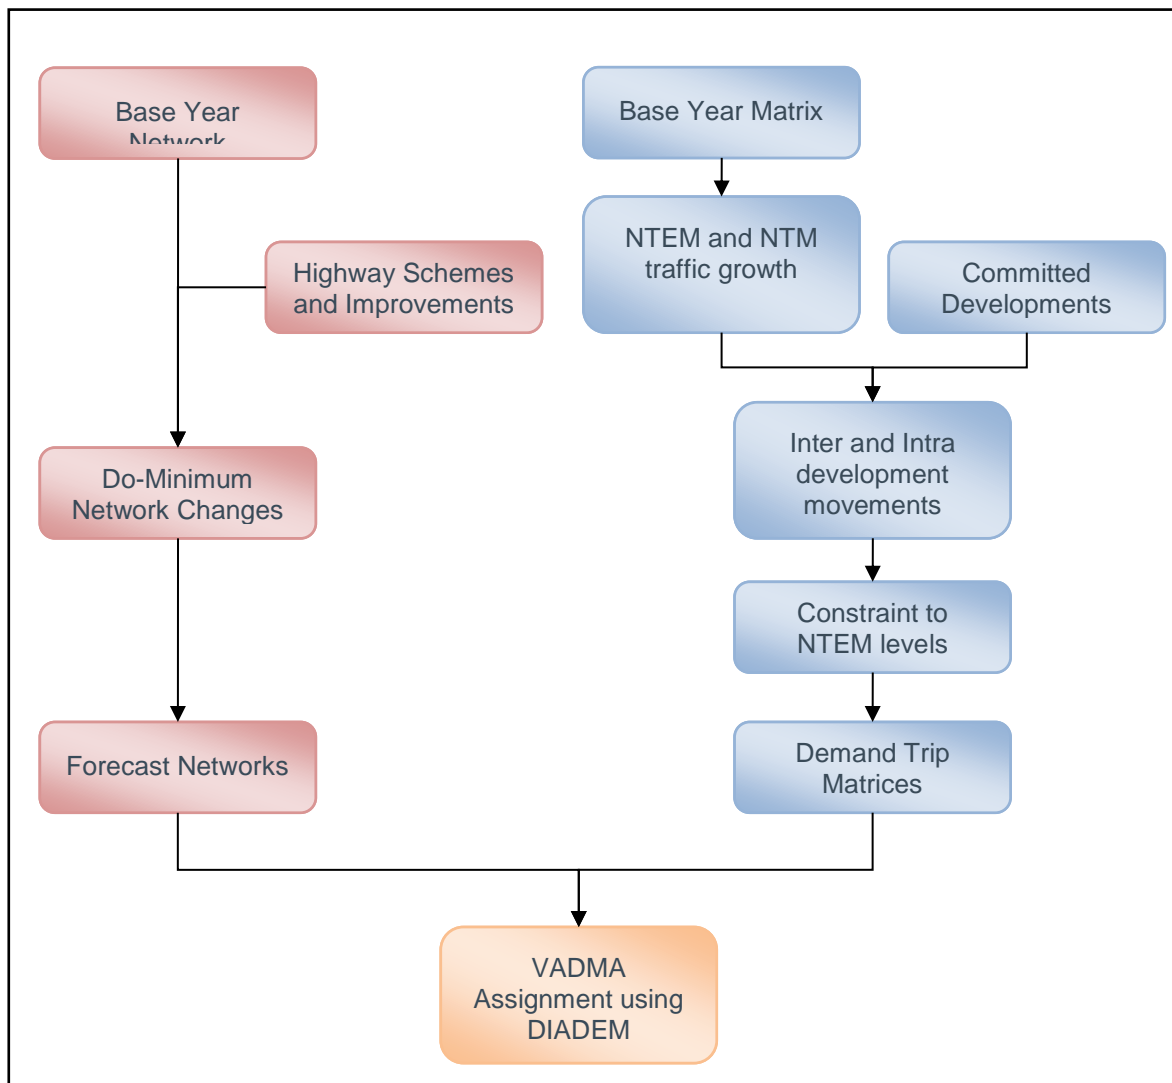 Base Year
Network
Base Year Matrix
Highway Schemes
and Improvements
NTEM and NTM
traffic growth
Committed
Developments
Do-Minimum
Network Changes
Inter and Intra
development
movements
Constraint to
NTEM levels
Forecast Networks
Demand Trip
Matrices
VADMA
Assignment using
DIADEM